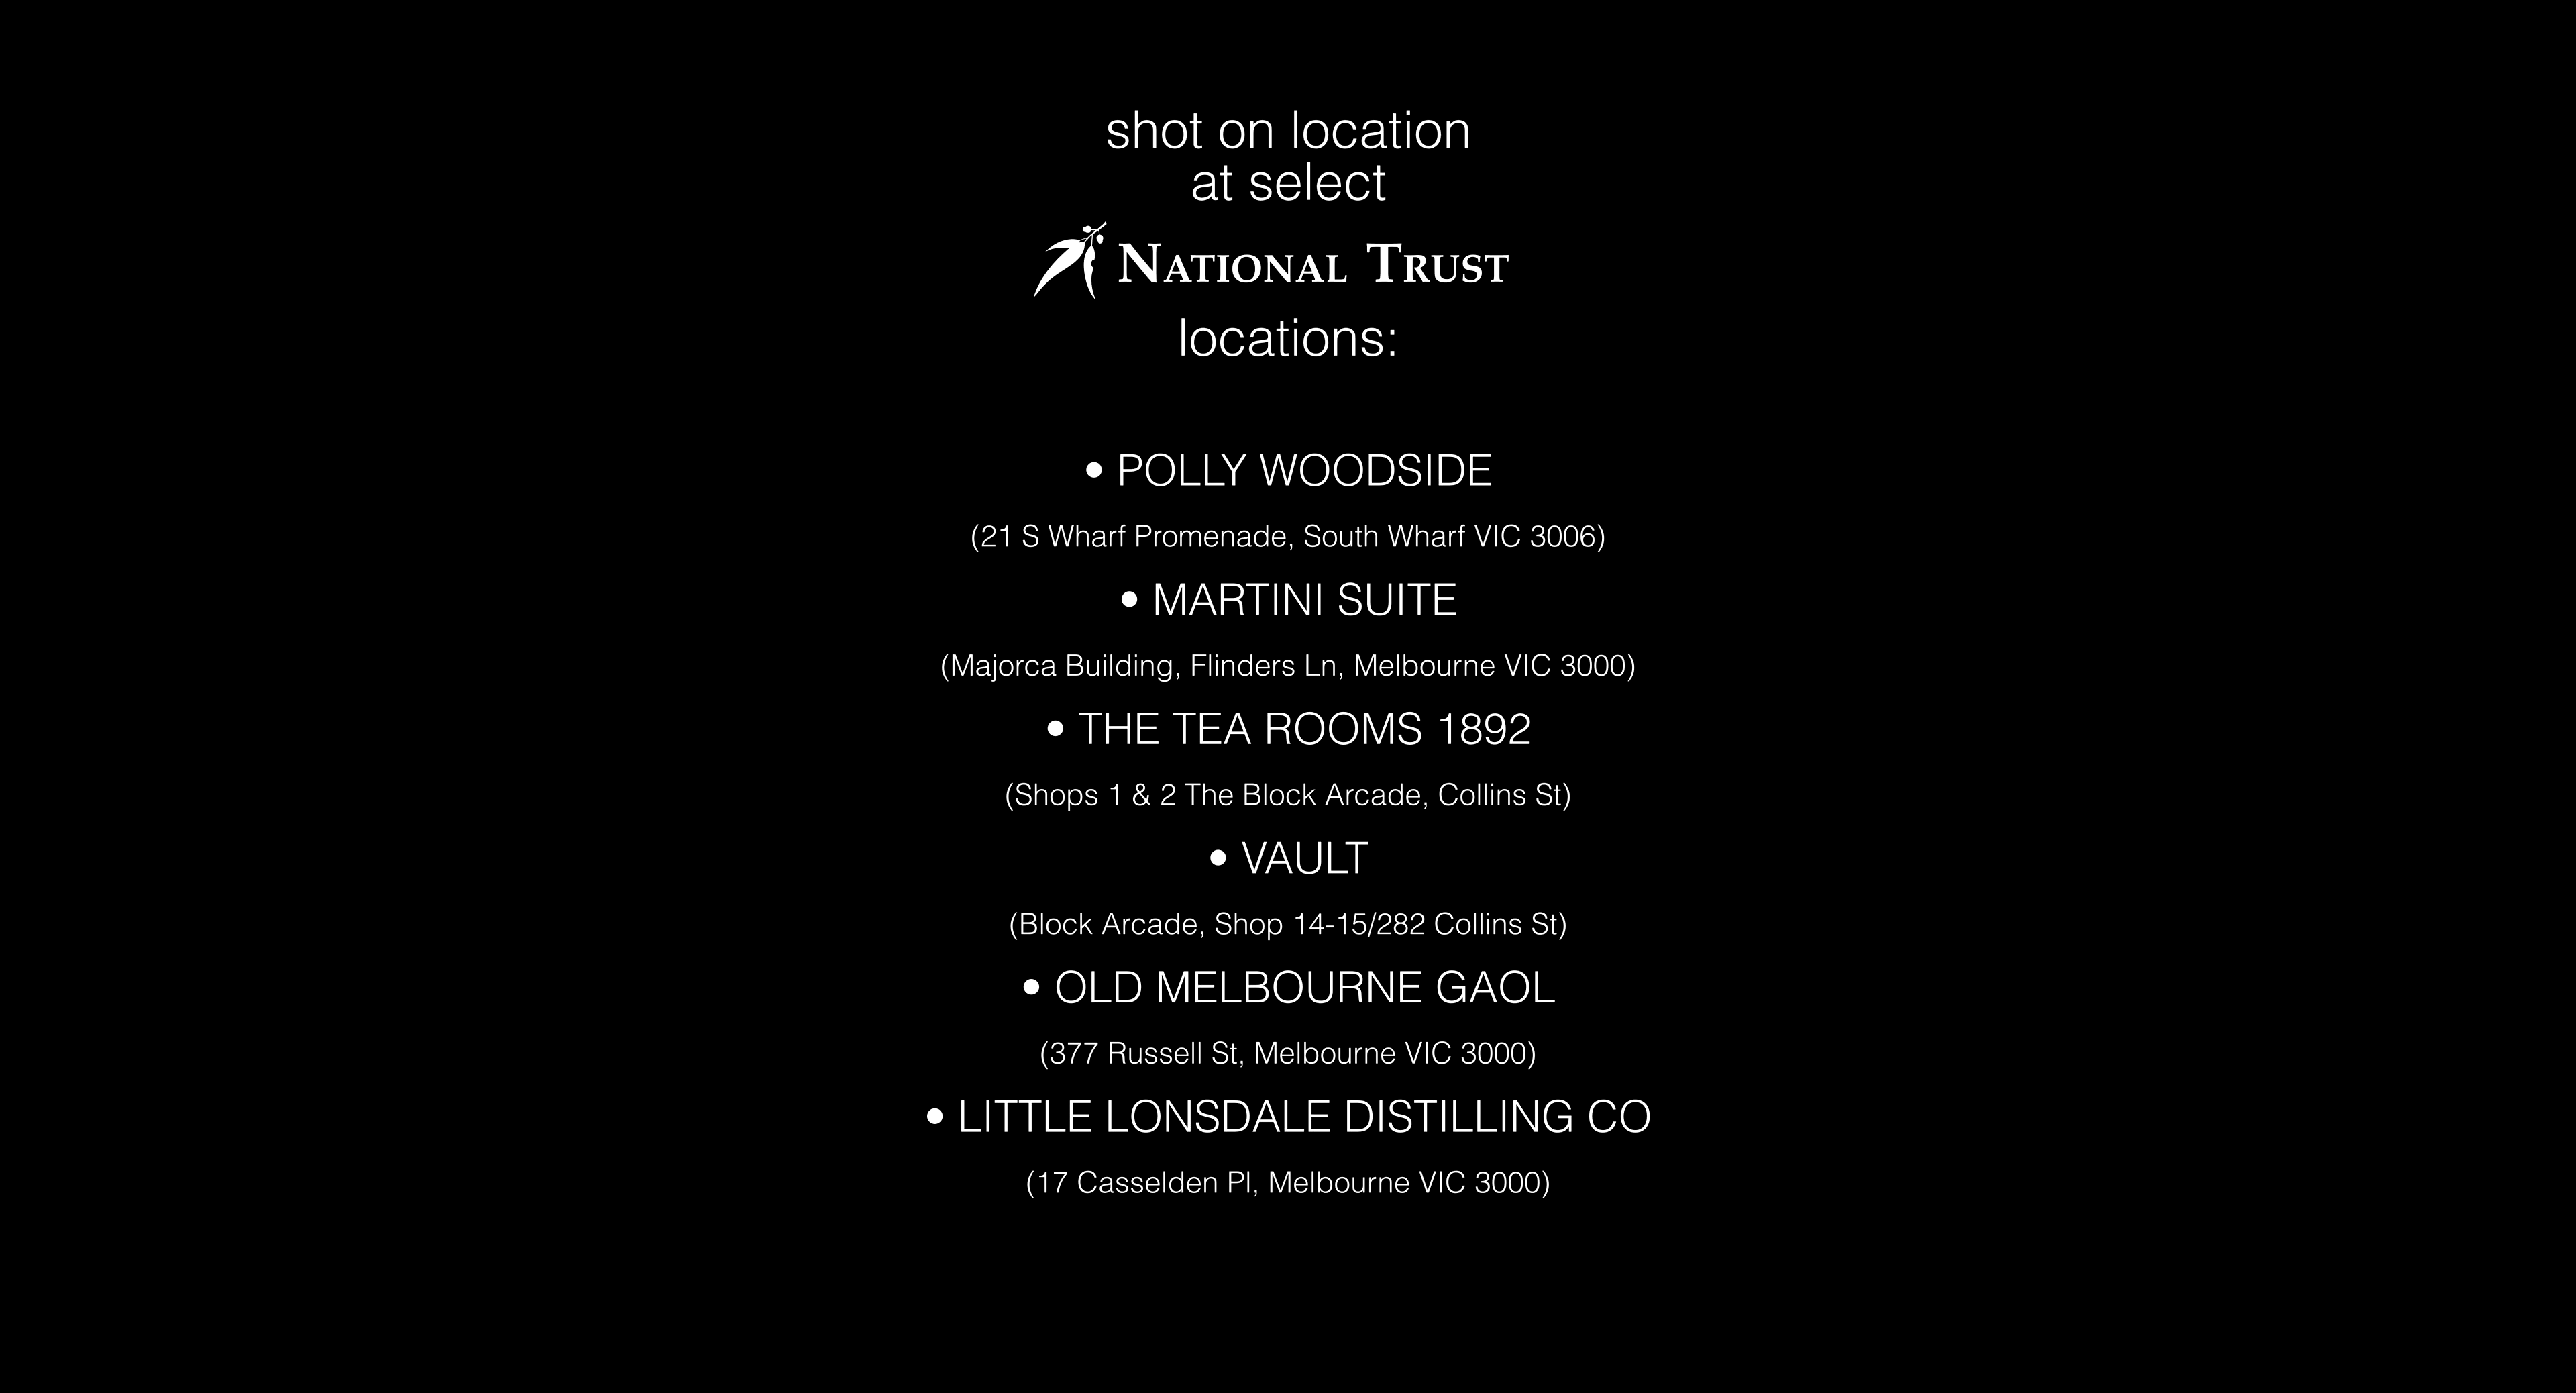 shot on location
at select
NATIONAL TRUST
locations:
• POLLY WOODSIDE
(21 S Wharf Promenade, South Wharf VIC 3006)
• MARTINI SUITE
(Majorca Building, Flinders Ln, Melbourne VIC 3000)
• THE TEA ROOMS 1892
(Shops 1 & 2 The Block Arcade, Collins St)
• VAULT
(Block Arcade, Shop 14-15/282 Collins St)
• OLD MELBOURNE GAOL
(377 Russell St, Melbourne VIC 3000)
• LITTLE LONSDALE DISTILLING CO
(17 Casselden Pl, Melbourne VIC 3000)